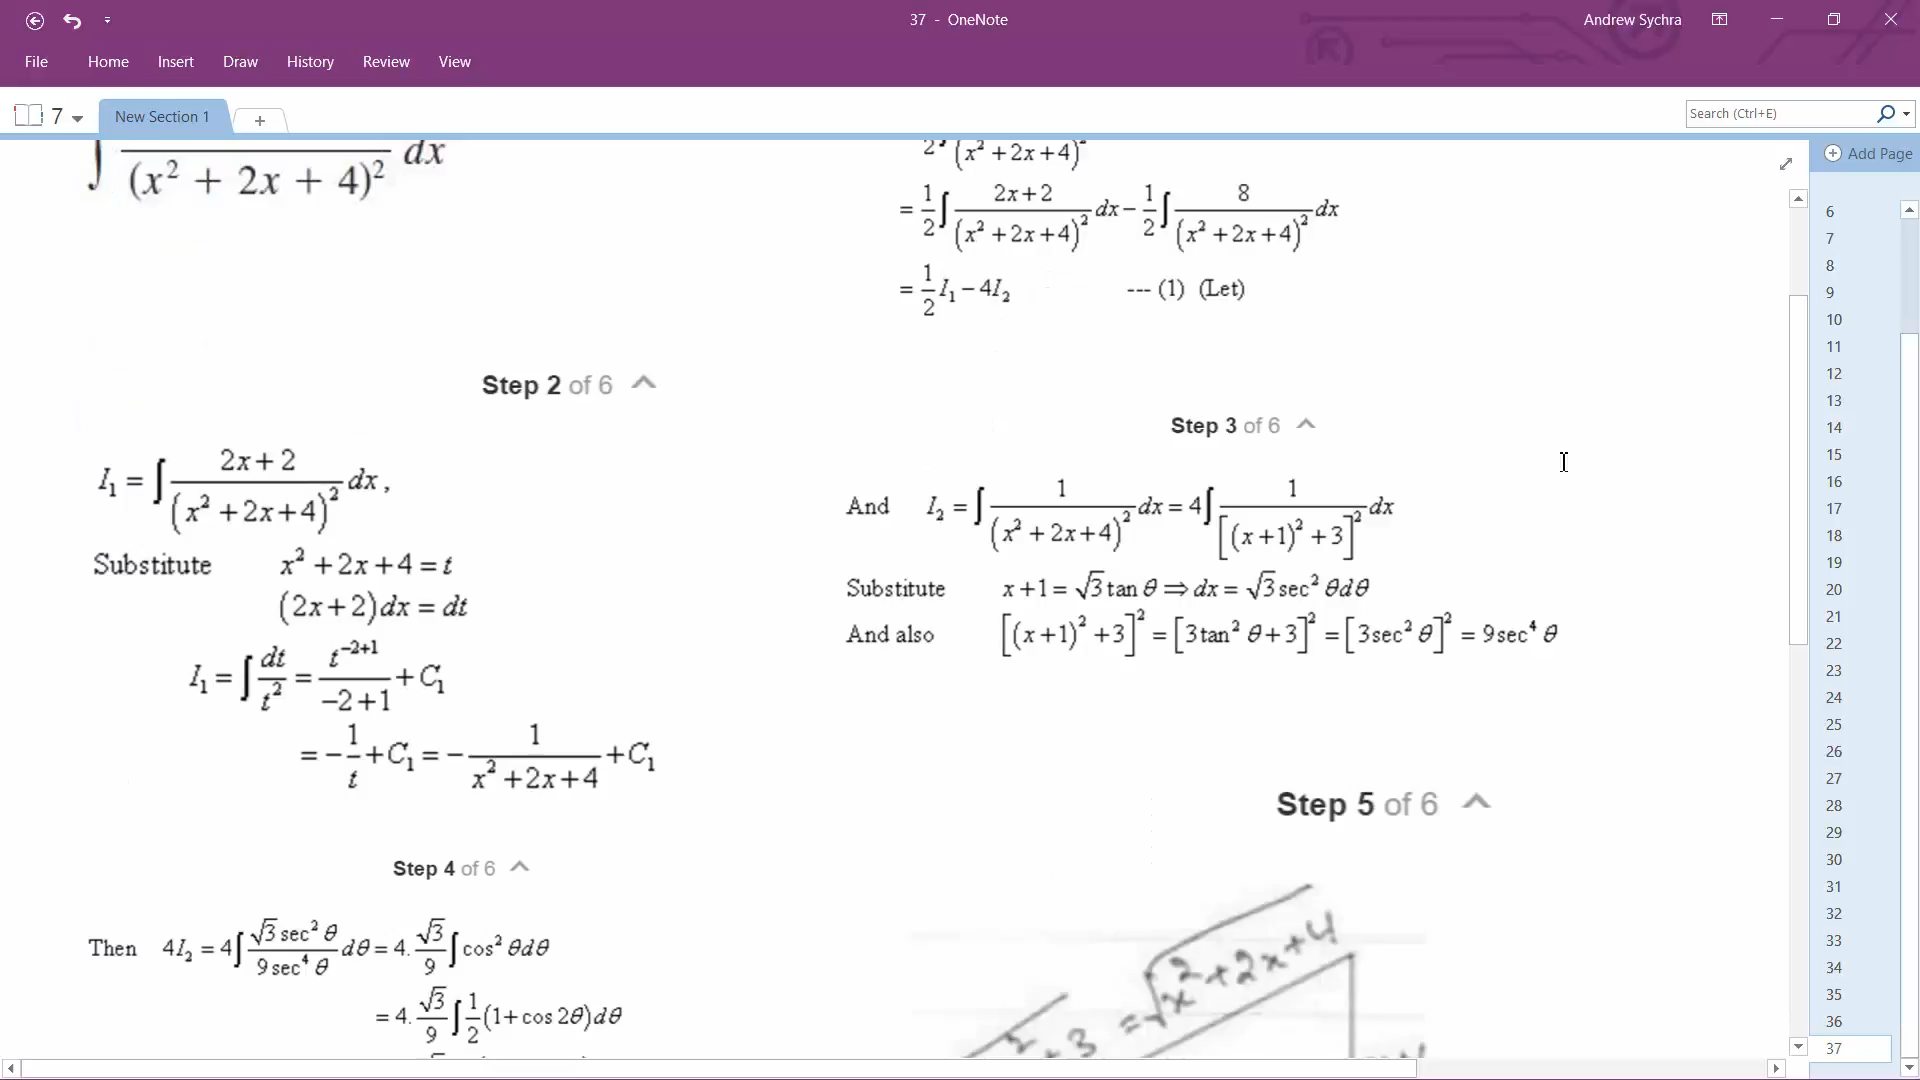 37 - OneNote
Andrew Sychra
File Home Insert Draw History Review View
7 New Section 1 +
Search (Ctrl+E)
Add Page
∫ dx
(x² + 2x + 4)²
2 ∫ (x² +2x+4)²
= 1/2 ∫ (2x+2)/(x² +2x+4)² dx − 1/2 ∫ 8/(x² +2x+4)² dx
= 1/2 I₁ − 4I₂ --- (1) (Let)
Step 2 of 6
I₁ = ∫ (2x+2)/(x² +2x+4)² dx,
Substitute x² +2x+4 = t
(2x+2)dx = dt
I₁ = ∫ dt/t² = t⁻²⁺¹/(−2+1) + C₁
= −1/t + C₁ = − 1/(x² +2x+4) + C₁
Step 3 of 6
And I₂ = ∫ 1/(x² +2x+4)² dx = 4∫ 1/[(x+1)² +3]² dx
Substitute x+1 = √3 tan θ ⇒ dx = √3 sec² θdθ
And also [(x+1)² +3]² = [3tan² θ+3]² = [3sec² θ]² = 9sec⁴ θ
Step 4 of 6
Then 4I₂ = 4∫ √3 sec² θ/9sec⁴ θ dθ = 4. √3/9 ∫ cos² θdθ
= 4. √3/9 ∫ 1/2 (1+cos 2θ)dθ
Step 5 of 6
+3 = √x²+2x+4
6
7
8
9
10
11
12
13
14
15
16
17
18
19
20
21
22
23
24
25
26
27
28
29
30
31
32
33
34
35
36
37